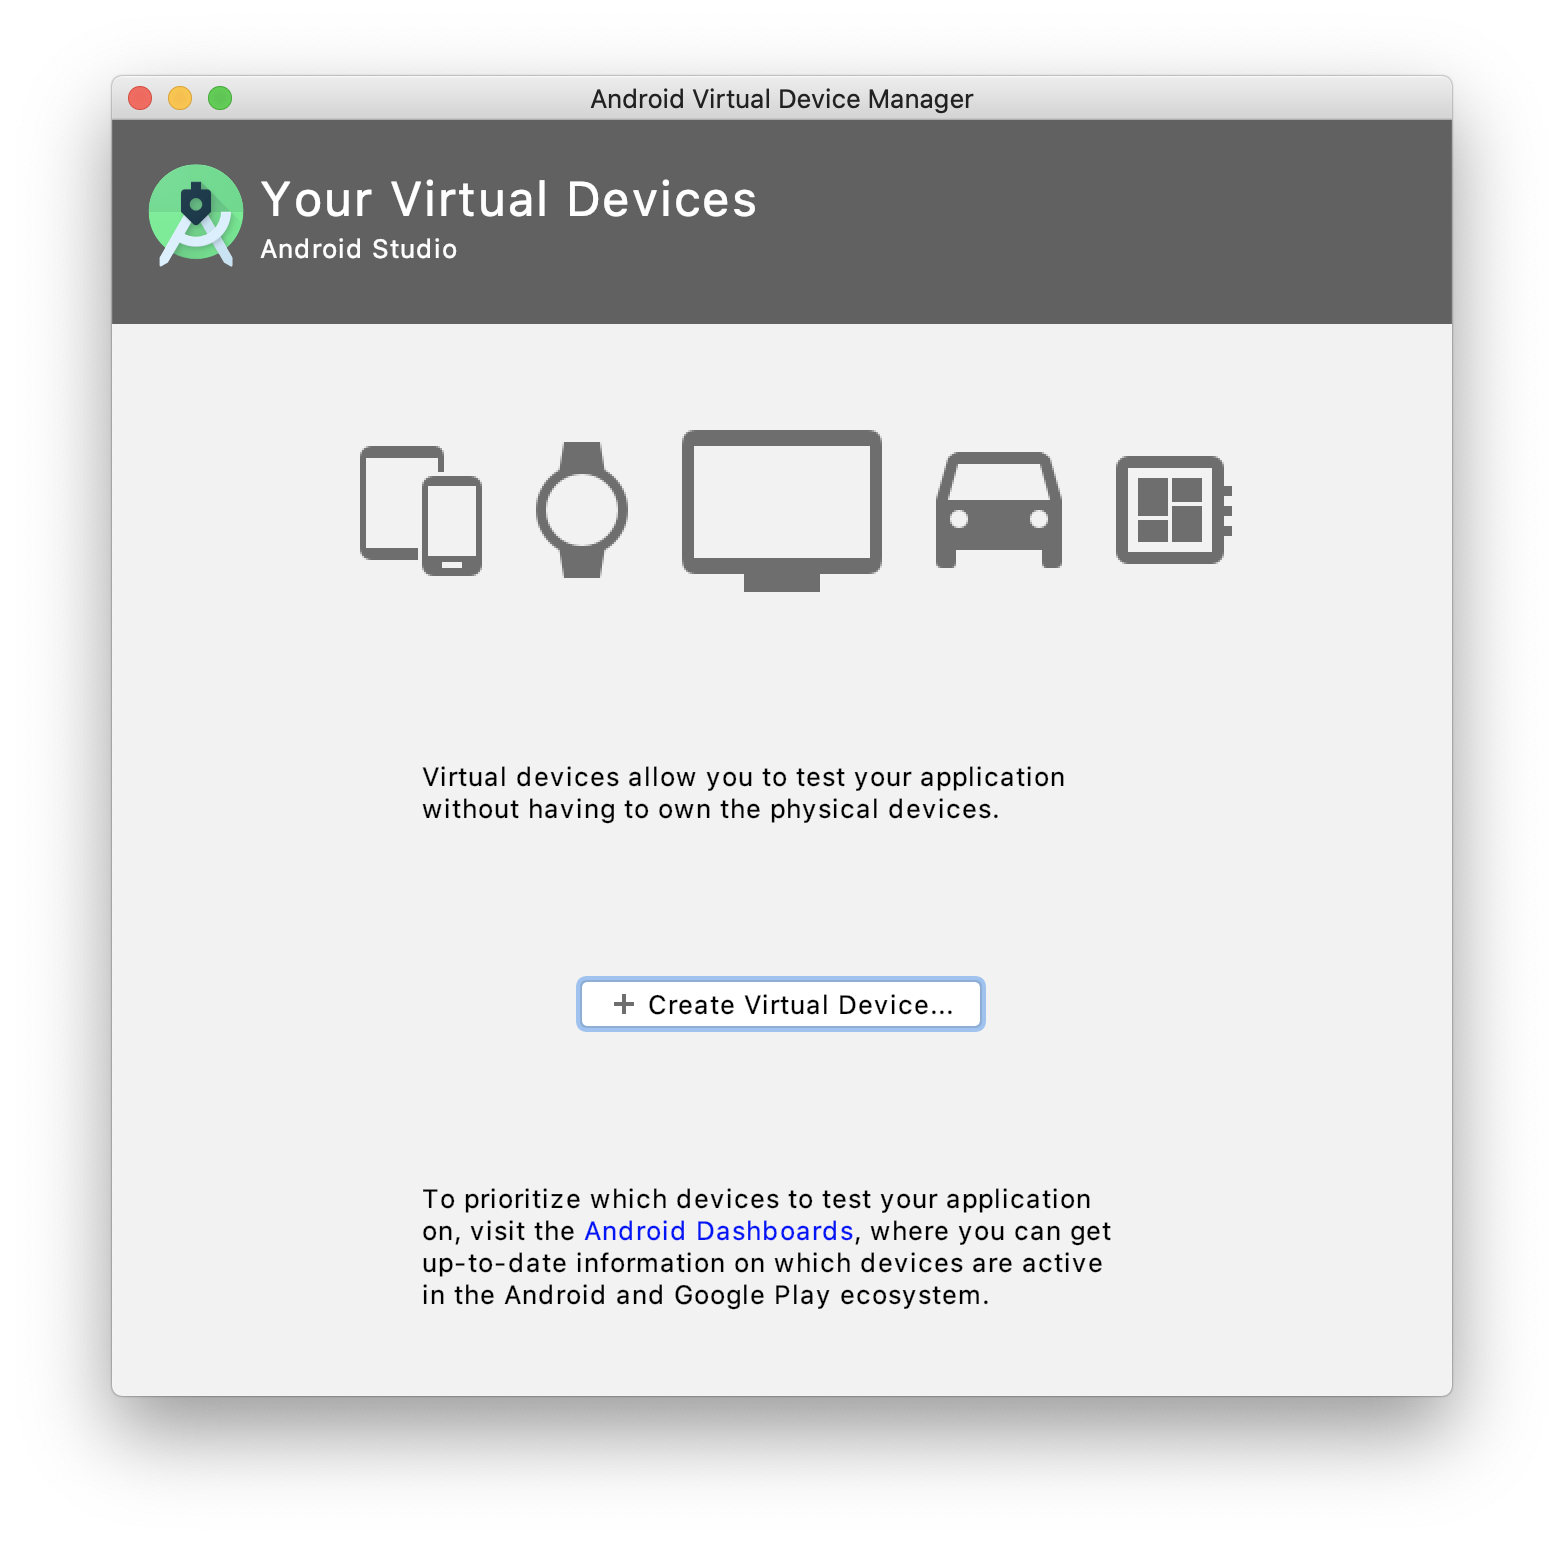 Android Virtual Device Manager
Your Virtual Devices
Android Studio
Virtual devices allow you to test your application
without having to own the physical devices.
+ Create Virtual Device...
To prioritize which devices to test your application
on, visit the Android Dashboards, where you can get
up-to-date information on which devices are active
in the Android and Google Play ecosystem.